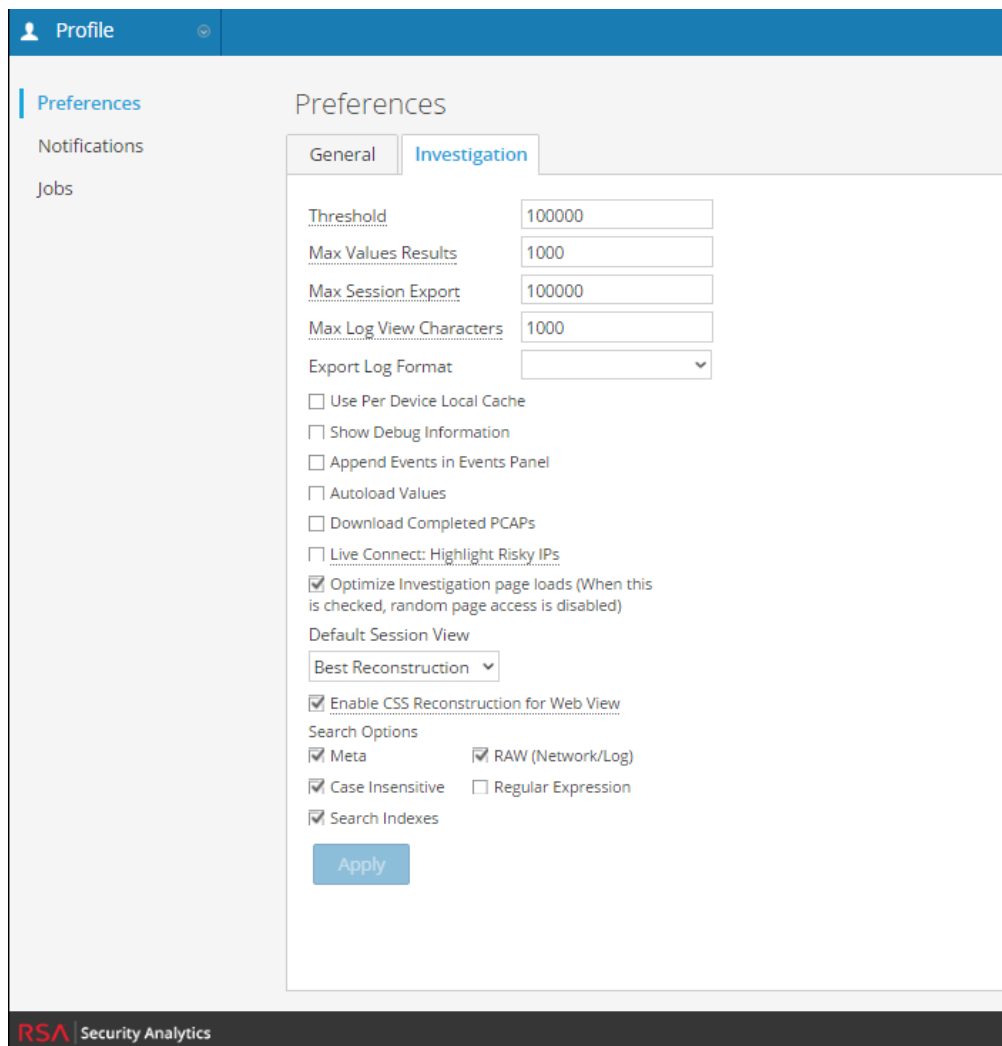 Profile
Preferences
Notifications
Jobs
Preferences
General Investigation
Threshold 100000
Max Values Results 1000
Max Session Export 100000
Max Log View Characters 1000
Export Log Format
Use Per Device Local Cache
Show Debug Information
Append Events in Events Panel
Autoload Values
Download Completed PCAPs
Live Connect: Highlight Risky IPs
Optimize Investigation page loads (When this
is checked, random page access is disabled)
Default Session View
Best Reconstruction
Enable CSS Reconstruction for Web View
Search Options
Meta RAW (Network/Log)
Case Insensitive Regular Expression
Search Indexes
Apply
RSA Security Analytics